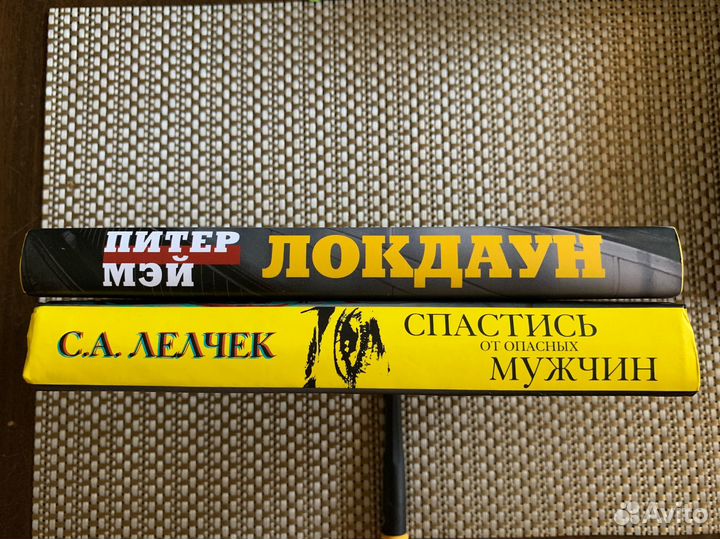 ПИТЕР
МЭЙ
ЛОКДАУН
С.А. ЛЕЛЧЕК
СПАСТИСЬ
ОТ ОПАСНЫХ
МУЖЧИН
Avito